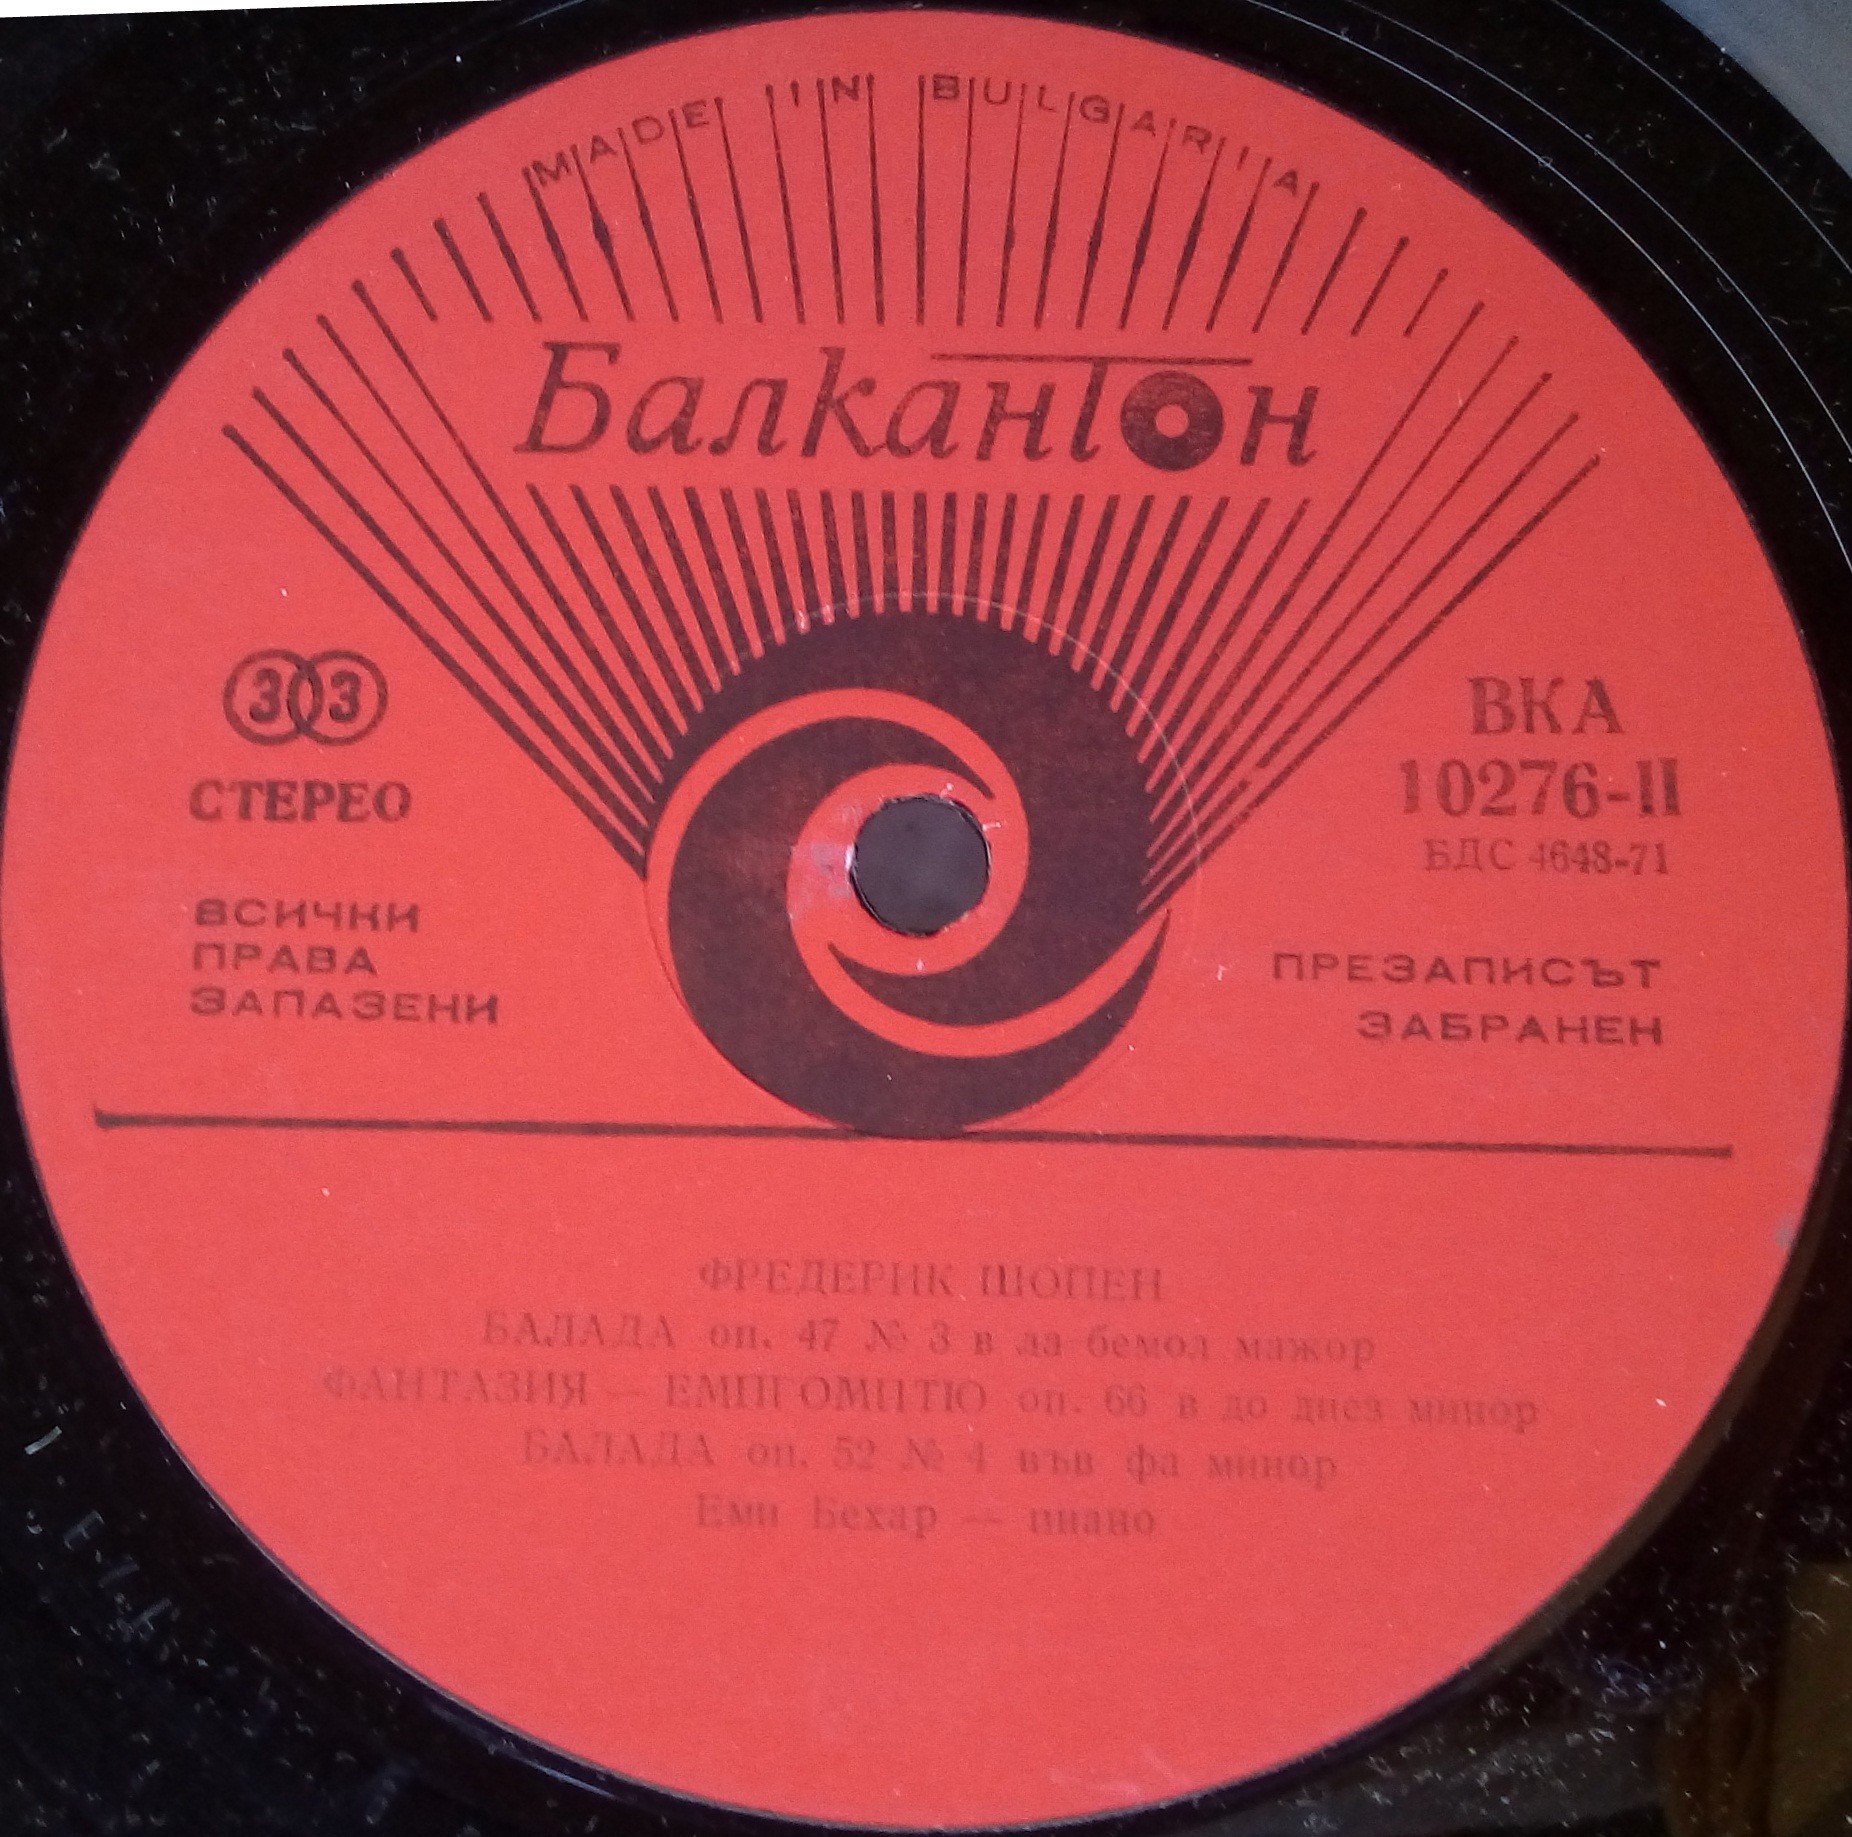 MADE IN BULGARIA
Балкантон
33
СТЕРЕО
ВСИЧКИ
ПРАВА
ЗАПАЗЕНИ
ВКА
10276-II
БДС 4648-71
ПРЕЗАПИСЪТ
ЗАБРАНЕН
ФРЕДЕРИК ШОПЕН
БАЛАДА оп. 47 № 3 в ла бемол мажор
ФАНТАЗИЯ — ЕМПГОМПТЮ оп. 66 в до диез минор
БАЛАДА оп. 52 № 4 във фа минор
Еми Бехар — пиано